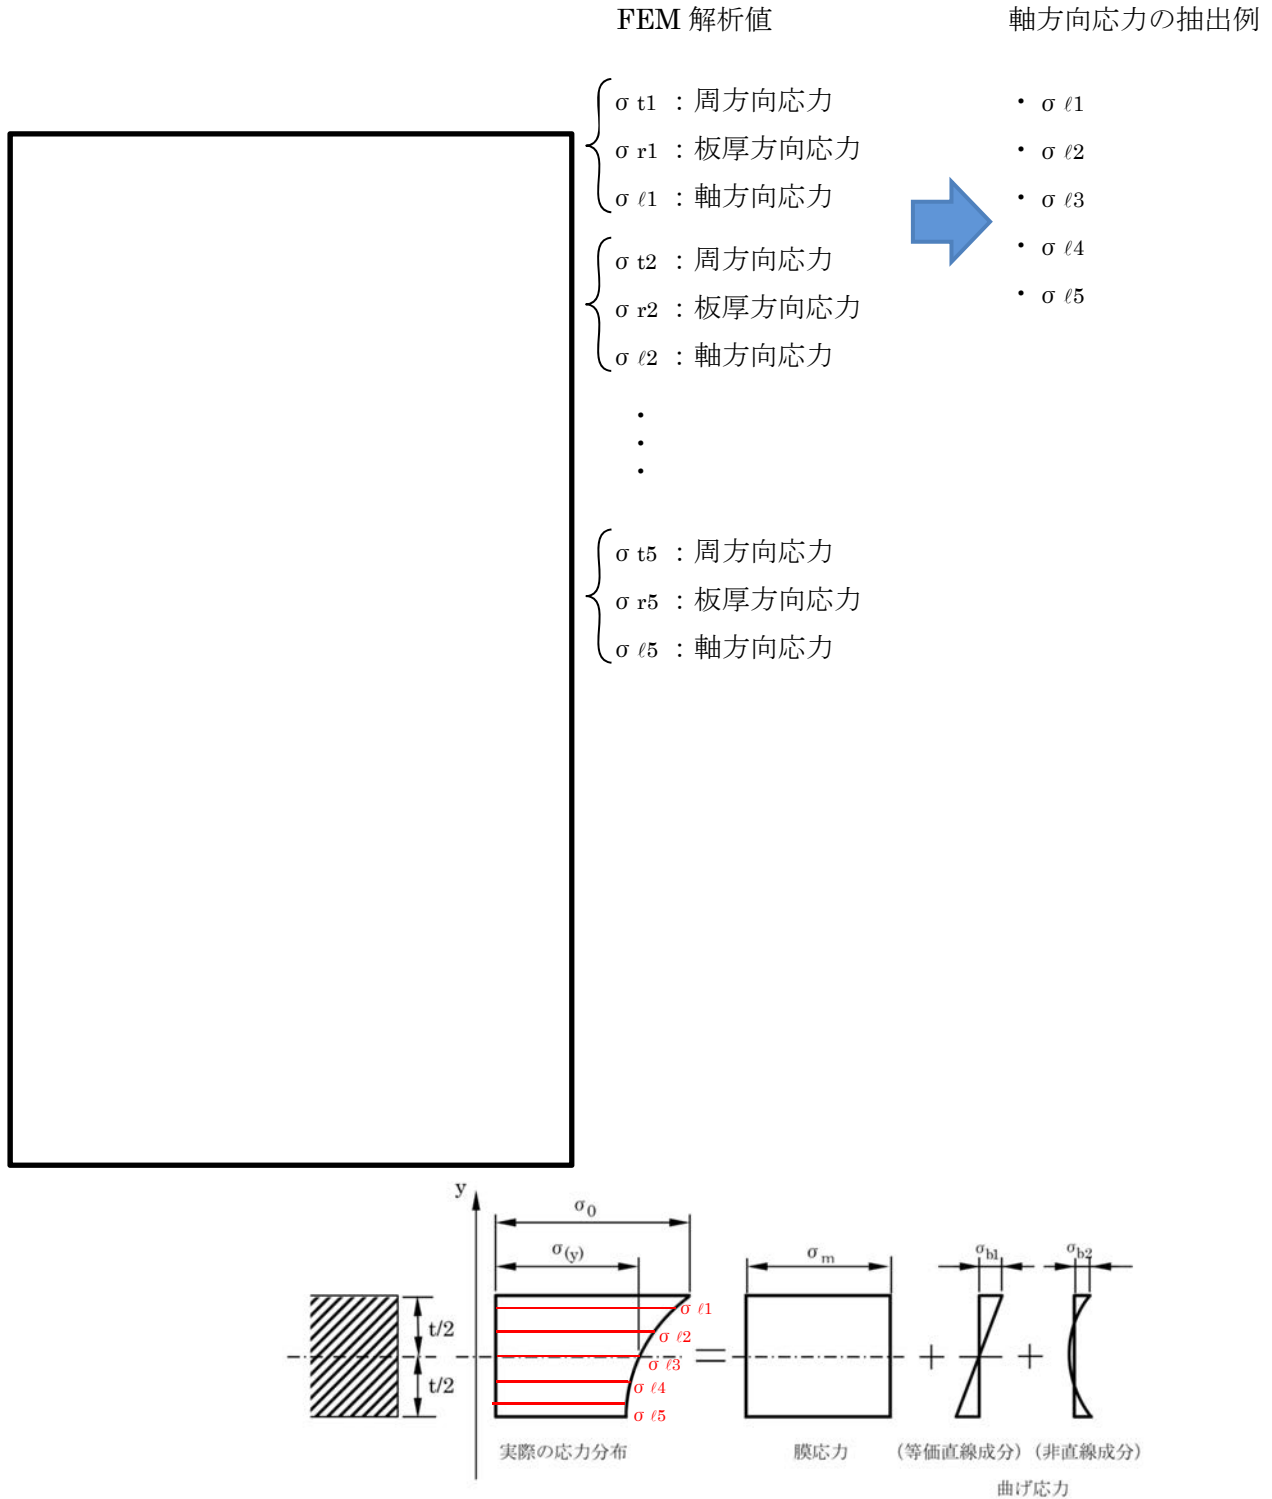 FEM 解析値
軸方向応力の抽出例
σ t1 ：周方向応力
σ r1 ：板厚方向応力
σ ℓ1 ：軸方向応力
σ t2 ：周方向応力
σ r2 ：板厚方向応力
σ ℓ2 ：軸方向応力
・
・
・
σ t5 ：周方向応力
σ r5 ：板厚方向応力
σ ℓ5 ：軸方向応力
・ σ ℓ1
・ σ ℓ2
・ σ ℓ3
・ σ ℓ4
・ σ ℓ5
y
σ0
σ(y)
σm
σb1
σb2
t/2
t/2
σ ℓ1
σ ℓ2
σ ℓ3
σ ℓ4
σ ℓ5
=
+
+
実際の応力分布
膜応力
（等価直線成分）（非直線成分）
曲げ応力